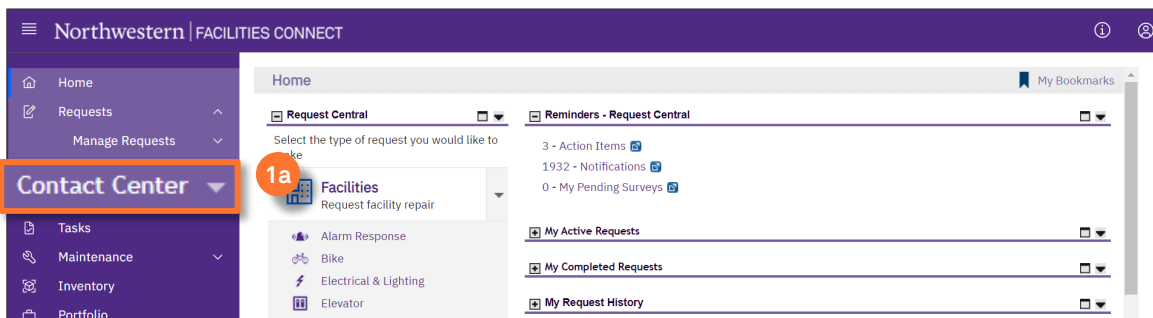 Northwestern | FACILITIES CONNECT
Home
Requests
Manage Requests
Contact Center
Tasks
Maintenance
Inventory
Portfolio
Home
My Bookmarks
Request Central
Select the type of request you would like to
1a
Facilities
Request facility repair
Alarm Response
Bike
Electrical & Lighting
Elevator
Reminders - Request Central
3 - Action Items
1932 - Notifications
0 - My Pending Surveys
My Active Requests
My Completed Requests
My Request History